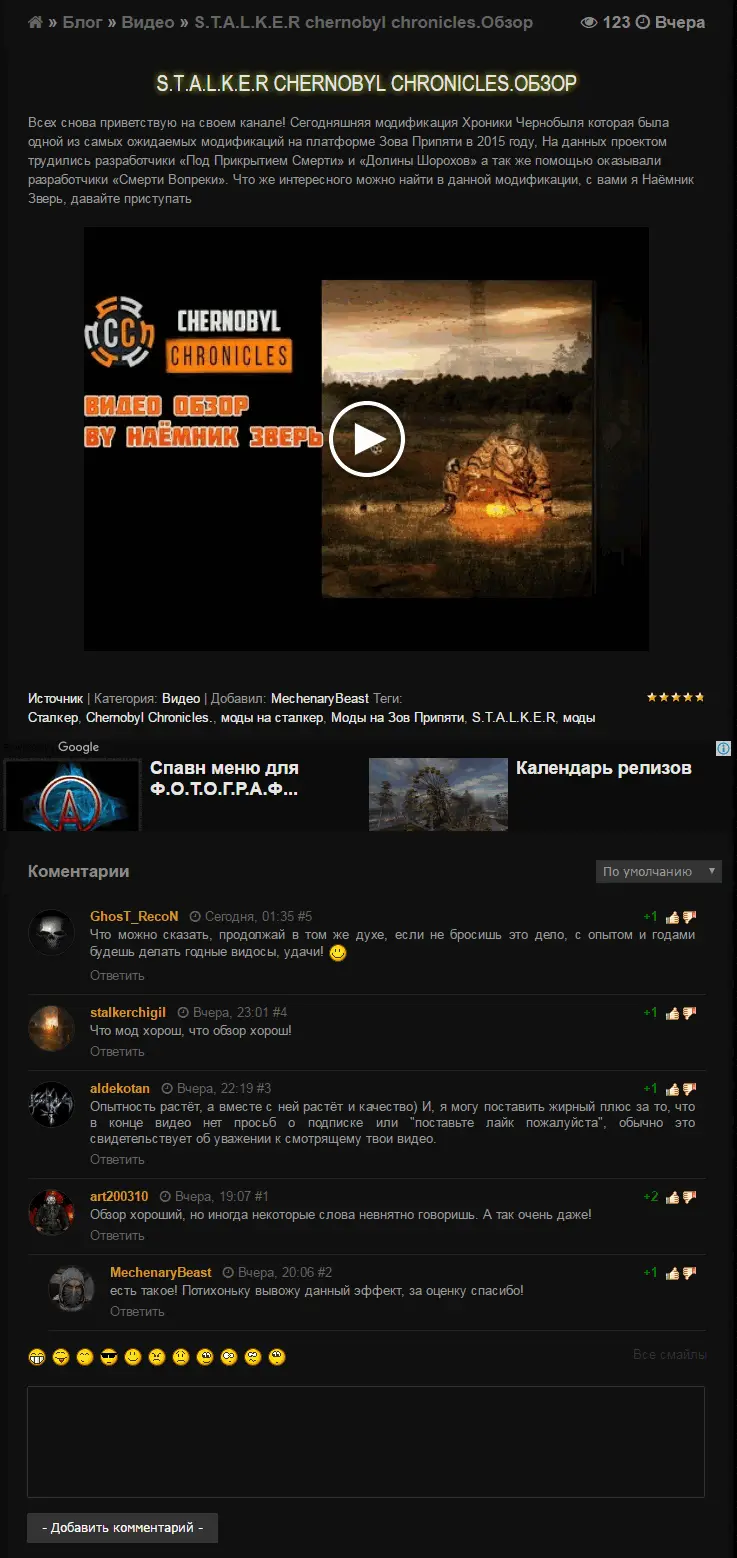 » Блог » Видео » S.T.A.L.K.E.R chernobyl chronicles.Обзор 123 Вчера
S.T.A.L.K.E.R CHERNOBYL CHRONICLES.ОБЗОР
Всех снова приветствую на своем канале! Сегодняшняя модификация Хроники Чернобыля которая была
одной из самых ожидаемых модификаций на платформе Зова Припяти в 2015 году, На данных проектом
трудились разработчики «Под Прикрытием Смерти» и «Долины Шорохов» а так же помощью оказывали
разработчики «Смерти Вопреки». Что же интересного можно найти в данной модификации, с вами я Наёмник
Зверь, давайте приступать
CHERNOBYL
CHRONICLES
ВИДЕО ОБЗОР
BY НАЁМНИК ЗВЕРЬ
Источник | Категория: Видео | Добавил: MechenaryBeast Теги:
Сталкер, Chernobyl Chronicles., моды на сталкер, Моды на Зов Припяти, S.T.A.L.K.E.R, моды
Google
Спавн меню для
Ф.О.Т.О.Г.Р.А.Ф...
Календарь релизов
Коментарии
По умолчанию
GhosT_RecoN Сегодня, 01:35 #5 +1
Что можно сказать, продолжай в том же духе, если не бросишь это дело, с опытом и годами
будешь делать годные видосы, удачи!
Ответить
stalkerchigil Вчера, 23:01 #4 +1
Что мод хорош, что обзор хорош!
Ответить
aldekotan Вчера, 22:19 #3 +1
Опытность растёт, а вместе с ней растёт и качество) И, я могу поставить жирный плюс за то, что
в конце видео нет просьб о подписке или "поставьте лайк пожалуйста", обычно это
свидетельствует об уважении к смотрящему твои видео.
Ответить
art200310 Вчера, 19:07 #1 +2
Обзор хороший, но иногда некоторые слова невнятно говоришь. А так очень даже!
Ответить
MechenaryBeast Вчера, 20:06 #2 +1
есть такое! Потихоньку вывожу данный эффект, за оценку спасибо!
Ответить
Все смайлы
- Добавить комментарий -